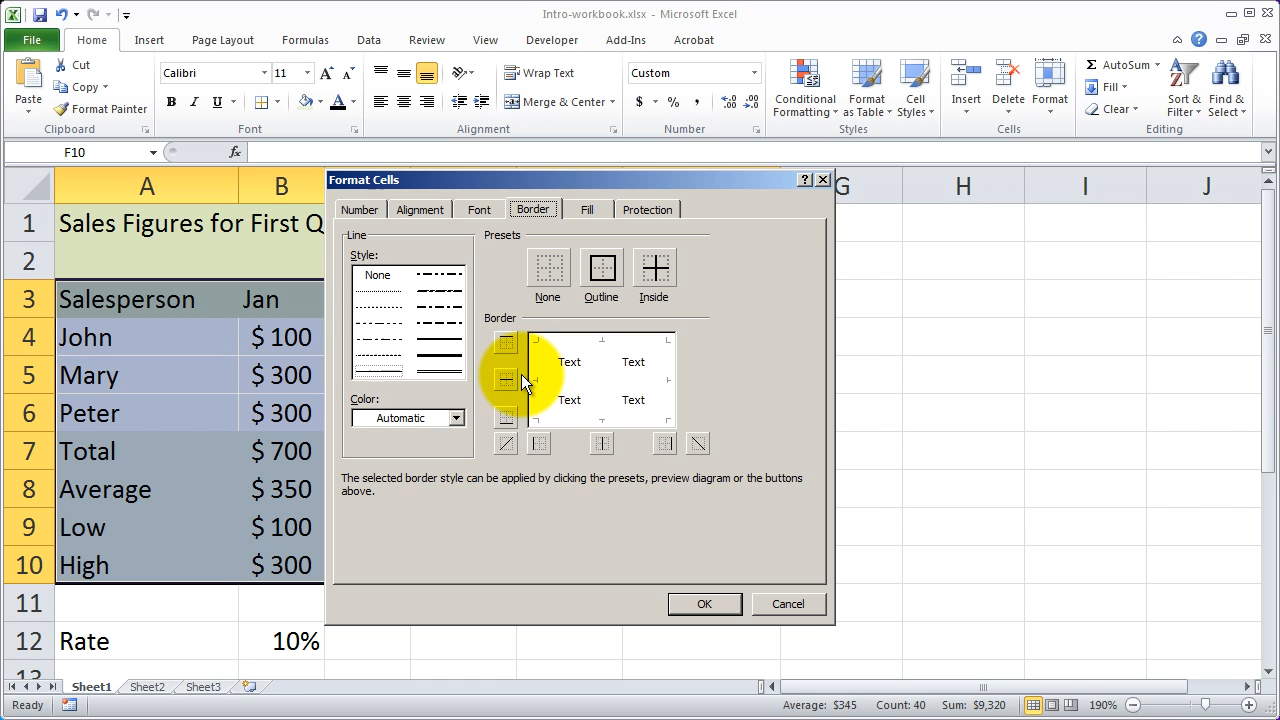 Intro-workbook.xlsx - Microsoft Excel
File Home Insert Page Layout Formulas Data Review View Developer Add-Ins Acrobat
Paste
Cut
Copy
Format Painter
Clipboard
Calibri 11
B I U A
Font
Wrap Text
Merge & Center
Alignment
Custom
$ % ,
Number
Conditional Formatting
Format as Table
Cell Styles
Styles
Insert Delete Format
Cells
Σ AutoSum
Fill
Clear
Sort & Filter
Find & Select
Editing
F10 fx
A B G H I J
1 Sales Figures for First Q
2
3 Salesperson Jan
4 John $ 100
5 Mary $ 300
6 Peter $ 300
7 Total $ 700
8 Average $ 350
9 Low $ 100
10 High $ 300
11
12 Rate 10%
13
Format Cells
Number Alignment Font Border Fill Protection
Line
Style:
None
Color:
Automatic
Presets
None Outline Inside
Border
Text Text
Text Text
The selected border style can be applied by clicking the presets, preview diagram or the buttons
above.
OK Cancel
Sheet1 Sheet2 Sheet3
Ready Average: $345 Count: 40 Sum: $9,320 190%